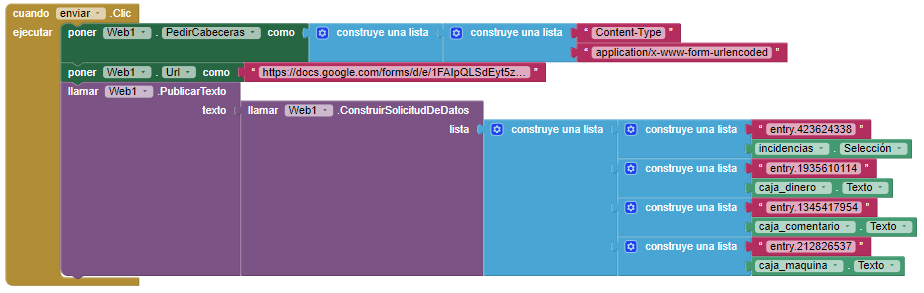 cuando enviar .Clic
ejecutar poner Web1 . PedirCabeceras como construye una lista construye una lista " Content-Type "
" application/x-www-form-urlencoded "
poner Web1 . Url como " https://docs.google.com/forms/d/e/1FAIpQLSdEyt5z... "
llamar Web1 .PublicarTexto
texto llamar Web1 .ConstruirSolicitudDeDatos
lista construye una lista construye una lista " entry.423624338 "
incidencias . Selección
construye una lista " entry.1935610114 "
caja_dinero . Texto
construye una lista " entry.1345417954 "
caja_comentario . Texto
construye una lista " entry.212826537 "
caja_maquina . Texto